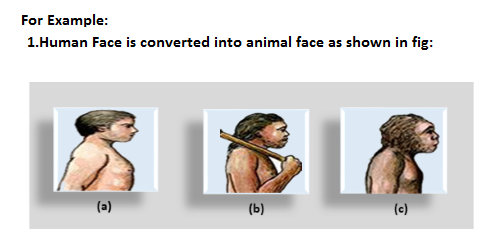 For Example:
1.Human Face is converted into animal face as shown in fig:
(a)
(b)
(c)